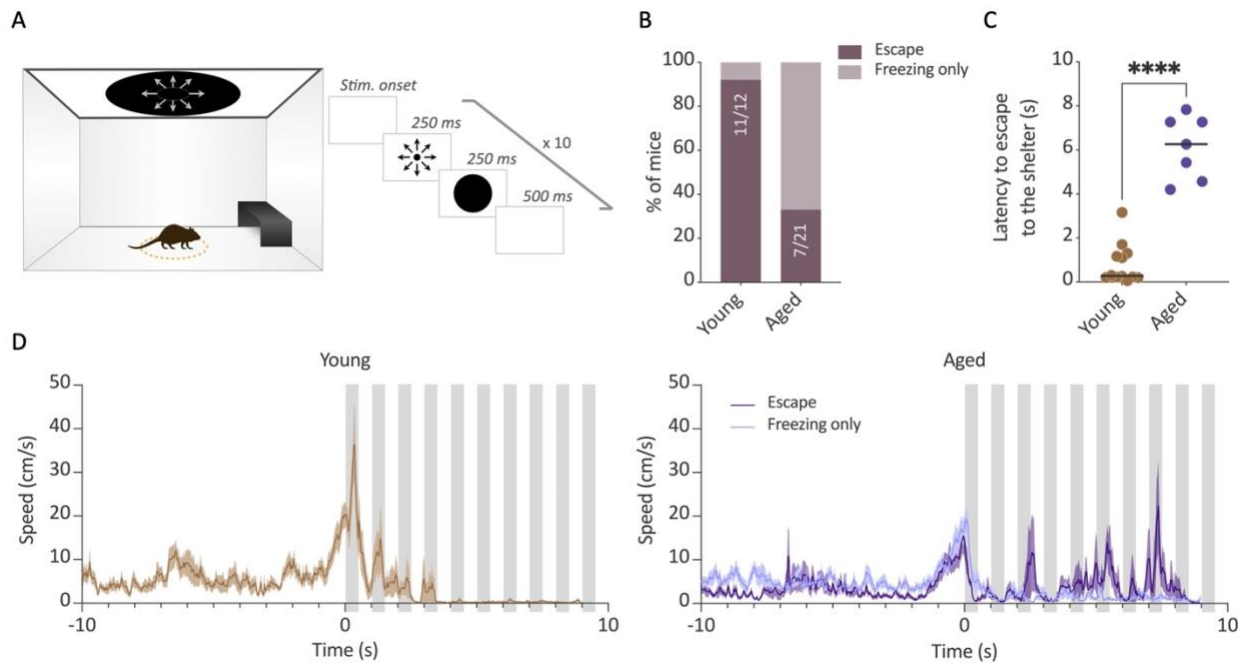 A
Stim. onset
250 ms
250 ms
500 ms
x 10
B
% of mice
100
80
60
40
20
0
11/12
7/21
Young
Aged
Escape
Freezing only
C
Latency to escape
to the shelter (s)
10
8
6
4
2
0
****
Young
Aged
D
Young
Speed (cm/s)
50
40
30
20
10
0
-10
0
10
Time (s)
Aged
Escape
Freezing only
Speed (cm/s)
50
40
30
20
10
0
-10
0
10
Time (s)